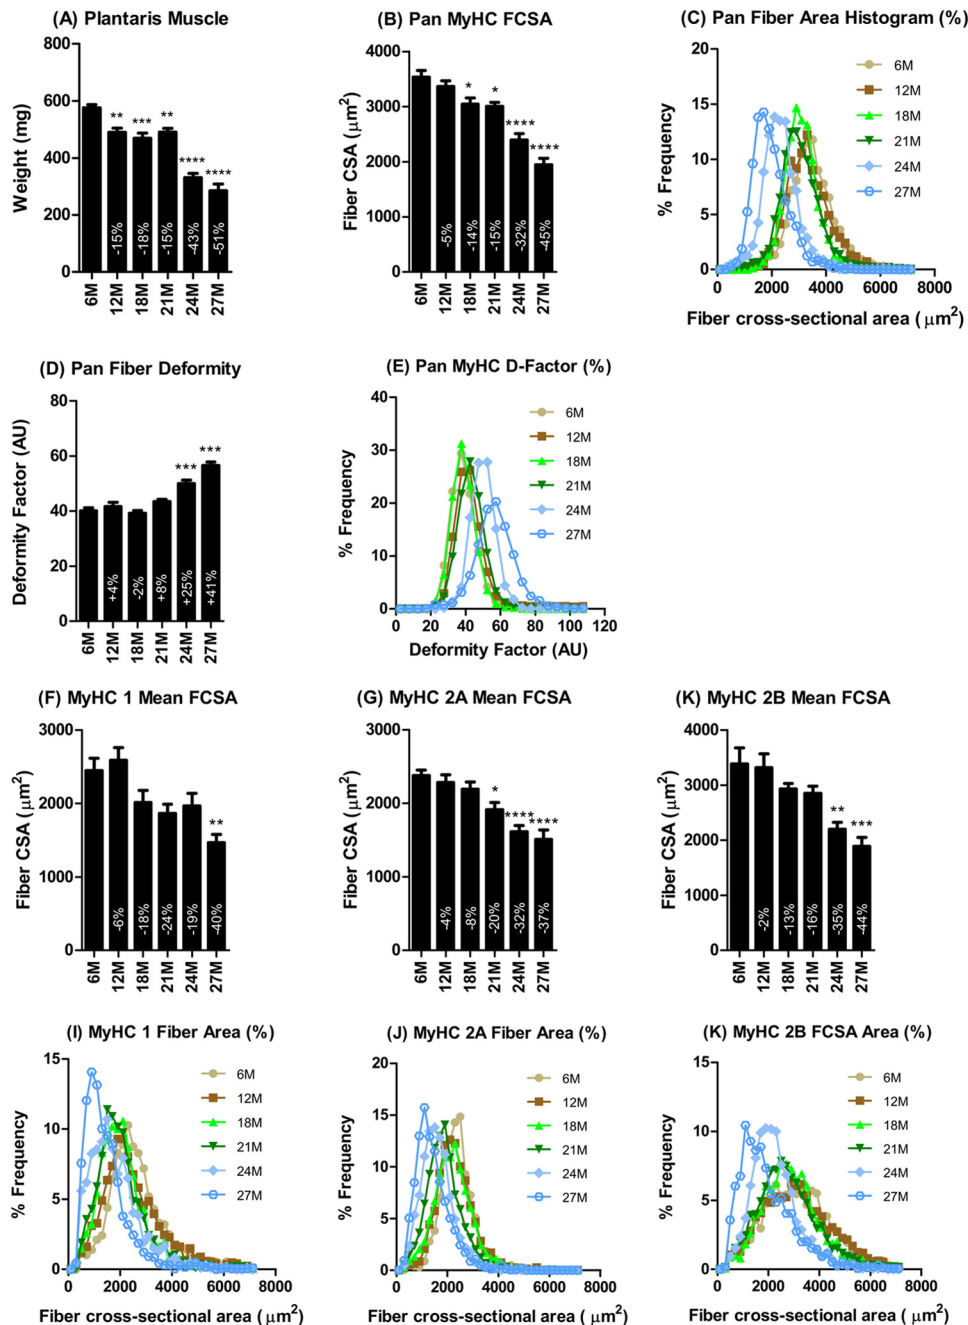 (A) Plantaris Muscle
Weight (mg)
800
600
400
200
0
**
***
**
****
****
-15%
-18%
-15%
-43%
-51%
6M
12M
18M
21M
24M
27M
(B) Pan MyHC FCSA
Fiber CSA (μm²)
4000
3000
2000
1000
0
*
*
****
****
-5%
-14%
-15%
-32%
-45%
6M
12M
18M
21M
24M
27M
(C) Pan Fiber Area Histogram (%)
% Frequency
20
15
10
5
0
6M
12M
18M
21M
24M
27M
0 2000 4000 6000 8000
Fiber cross-sectional area ( μm²)
(D) Pan Fiber Deformity
Deformity Factor (AU)
80
60
40
20
0
***
***
+4%
-2%
+8%
+25%
+41%
6M
12M
18M
21M
24M
27M
(E) Pan MyHC D-Factor (%)
% Frequency
40
30
20
10
0
6M
12M
18M
21M
24M
27M
0 20 40 60 80 100 120
Deformity Factor (AU)
(F) MyHC 1 Mean FCSA
Fiber CSA (μm²)
3000
2000
1000
0
**
-6%
-18%
-24%
-19%
-40%
6M
12M
18M
21M
24M
27M
(G) MyHC 2A Mean FCSA
Fiber CSA (μm²)
3000
2000
1000
0
*
****
****
-4%
-8%
-20%
-32%
-37%
6M
12M
18M
21M
24M
27M
(K) MyHC 2B Mean FCSA
Fiber CSA (μm²)
4000
3000
2000
1000
0
**
***
-2%
-13%
-16%
-35%
-44%
6M
12M
18M
21M
24M
27M
(I) MyHC 1 Fiber Area (%)
% Frequency
15
10
5
0
6M
12M
18M
21M
24M
27M
0 2000 4000 6000 8000
Fiber cross-sectional area ( μm²)
(J) MyHC 2A Fiber Area (%)
% Frequency
20
15
10
5
0
6M
12M
18M
21M
24M
27M
0 2000 4000 6000 8000
Fiber cross-sectional area ( μm²)
(K) MyHC 2B FCSA Area (%)
% Frequency
15
10
5
0
6M
12M
18M
21M
24M
27M
0 2000 4000 6000 8000
Fiber cross-sectional area ( μm²)